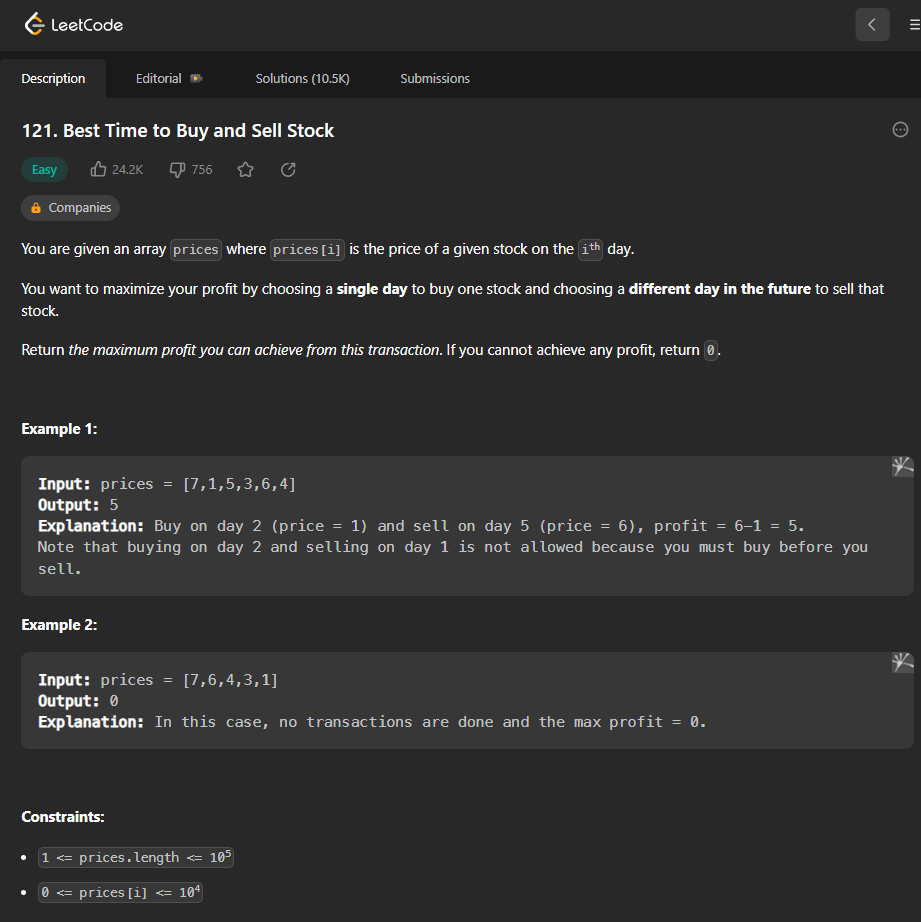 LeetCode
Description Editorial Solutions (10.5K) Submissions
121. Best Time to Buy and Sell Stock
Easy 24.2K 756
Companies
You are given an array prices where prices[i] is the price of a given stock on the ith day.
You want to maximize your profit by choosing a single day to buy one stock and choosing a different day in the future to sell that
stock.
Return the maximum profit you can achieve from this transaction. If you cannot achieve any profit, return 0.
Example 1:
Input: prices = [7,1,5,3,6,4]
Output: 5
Explanation: Buy on day 2 (price = 1) and sell on day 5 (price = 6), profit = 6-1 = 5.
Note that buying on day 2 and selling on day 1 is not allowed because you must buy before you
sell.
Example 2:
Input: prices = [7,6,4,3,1]
Output: 0
Explanation: In this case, no transactions are done and the max profit = 0.
Constraints:
• 1 <= prices.length <= 10⁵
• 0 <= prices[i] <= 10⁴